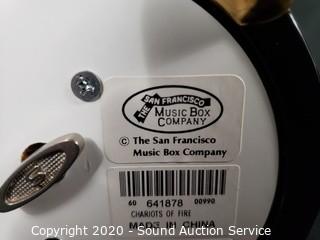 THE SAN FRANCISCO
MUSIC BOX
COMPANY
© The San Francisco
Music Box Company
60 641878 00990
CHARIOTS OF FIRE
MADE IN CHINA
Copyright 2020 - Sound Auction Service